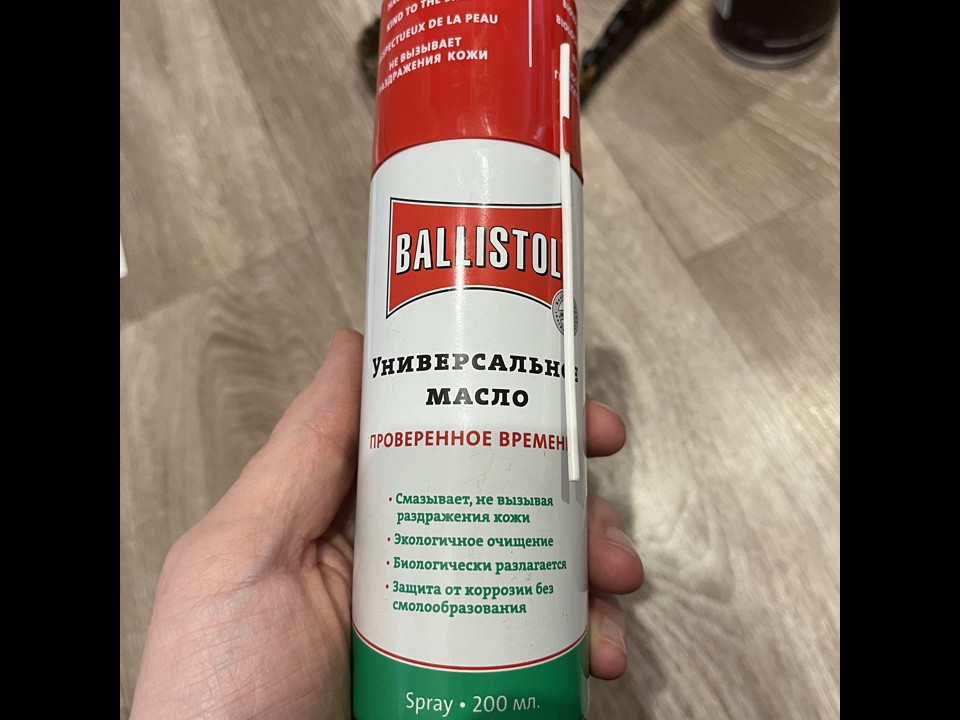 KIND TO THE
DE LA PEAU
НЕ ВЫЗЫВАЕТ
РАЗДРАЖЕНИЯ КОЖИ
BALLISTOL
Универсальное
масло
ПРОВЕРЕННОЕ ВРЕМЕН
• Смазывает, не вызывая
раздражения кожи
• Экологичное очищение
• Биологически разлагается
• Защита от коррозии без
смолообразования
Spray • 200 мл.